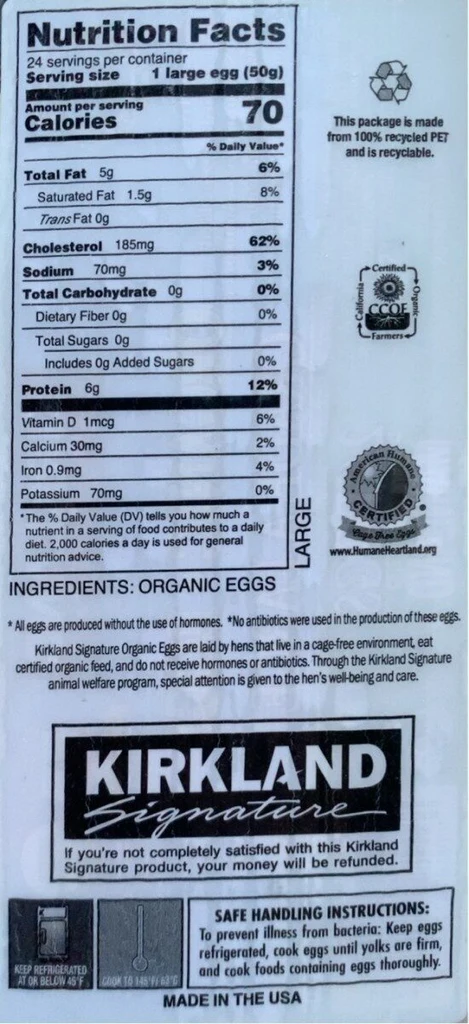 Nutrition Facts
24 servings per container
Serving size 1 large egg (50g)
Amount per serving
Calories 70
% Daily Value*
Total Fat 5g 6%
Saturated Fat 1.5g 8%
Trans Fat 0g
Cholesterol 185mg 62%
Sodium 70mg 3%
Total Carbohydrate 0g 0%
Dietary Fiber 0g 0%
Total Sugars 0g
Includes 0g Added Sugars 0%
Protein 6g 12%
Vitamin D 1mcg 6%
Calcium 30mg 2%
Iron 0.9mg 4%
Potassium 70mg 0%
*The % Daily Value (DV) tells you how much a
nutrient in a serving of food contributes to a daily
diet. 2,000 calories a day is used for general
nutrition advice.
LARGE
This package is made
from 100% recycled PET
and is recyclable.
Certified
Organic
Farmers
California
CCOF
American Humane
CERTIFIED
Cage Free Eggs
www.HumaneHeartland.org
INGREDIENTS: ORGANIC EGGS
* All eggs are produced without the use of hormones. *No antibiotics were used in the production of these eggs.
Kirkland Signature Organic Eggs are laid by hens that live in a cage-free environment, eat
certified organic feed, and do not receive hormones or antibiotics. Through the Kirkland Signature
animal welfare program, special attention is given to the hen's well-being and care.
KIRKLAND
Signature
If you're not completely satisfied with this Kirkland
Signature product, your money will be refunded.
KEEP REFRIGERATED
AT OR BELOW 45°F
COOK TO 145°F/ 63°C
SAFE HANDLING INSTRUCTIONS:
To prevent illness from bacteria: Keep eggs
refrigerated, cook eggs until yolks are firm,
and cook foods containing eggs thoroughly.
MADE IN THE USA